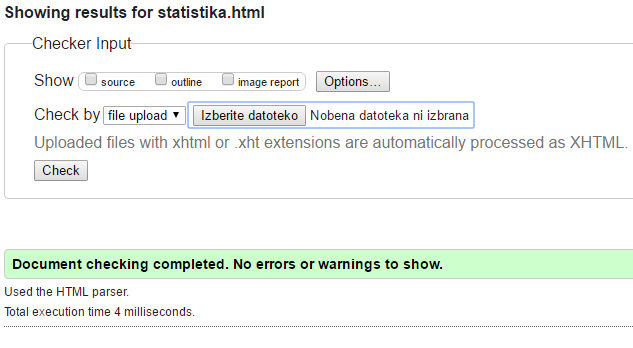 Showing results for statistika.html
Checker Input
Show source outline image report Options...
Check by file upload Izberite datoteko Nobena datoteka ni izbrana
Uploaded files with xhtml or .xht extensions are automatically processed as XHTML.
Check
Document checking completed. No errors or warnings to show.
Used the HTML parser.
Total execution time 4 milliseconds.